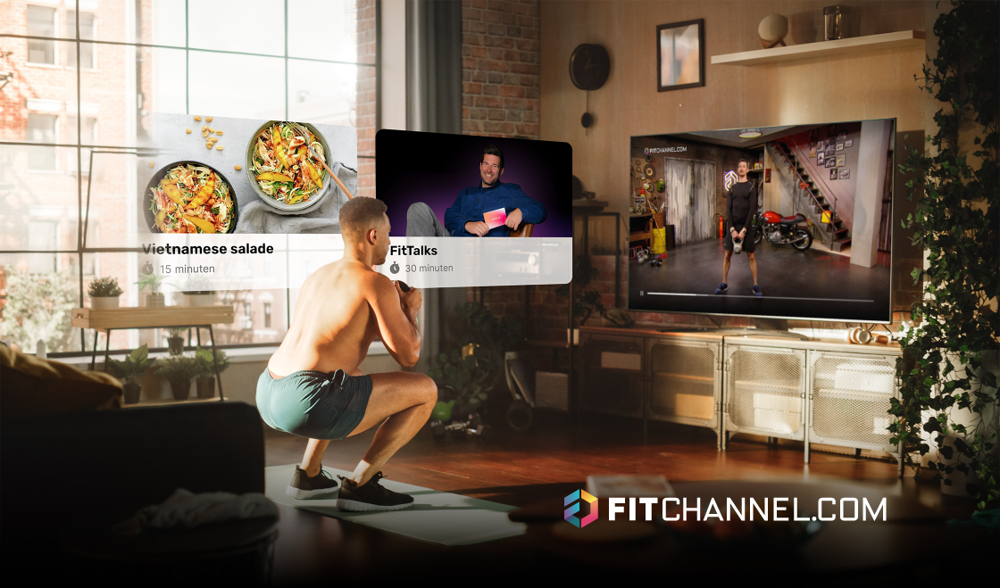 Vietnamese salade
15 minuten
FitTalks
30 minuten
FITCHANNEL.COM
FITCHANNEL.COM